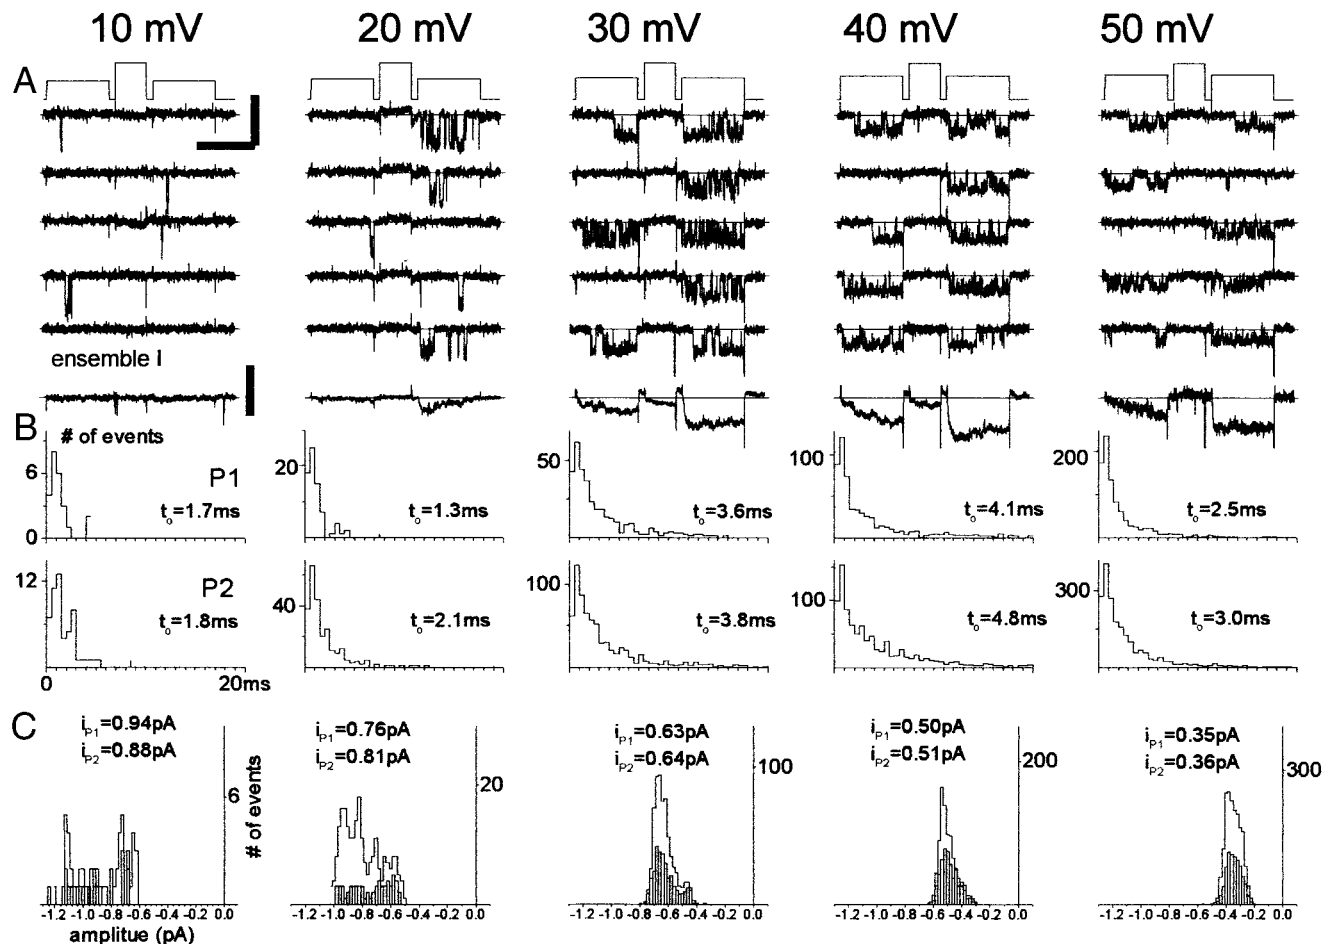 10 mV 20 mV 30 mV 40 mV 50 mV
A
ensemble I
B
# of events
6
0
P1
t₀=1.7ms
20
t₀=1.3ms
50
t₀=3.6ms
100
t₀=4.1ms
200
t₀=2.5ms
12
P2
t₀=1.8ms
0 20ms
40
t₀=2.1ms
100
t₀=3.8ms
100
t₀=4.8ms
300
t₀=3.0ms
C
iP1=0.94pA
iP2=0.88pA
6
# of events
iP1=0.76pA
iP2=0.81pA
20
iP1=0.63pA
iP2=0.64pA
100
iP1=0.50pA
iP2=0.51pA
200
iP1=0.35pA
iP2=0.36pA
300
-1.2 -1.0 -0.8 -0.6 -0.4 -0.2 0.0
-1.2 -1.0 -0.8 -0.6 -0.4 -0.2 0.0
-1.2 -1.0 -0.8 -0.6 -0.4 -0.2 0.0
-1.2 -1.0 -0.8 -0.6 -0.4 -0.2 0.0
-1.2 -1.0 -0.8 -0.6 -0.4 -0.2 0.0
amplitue (pA)